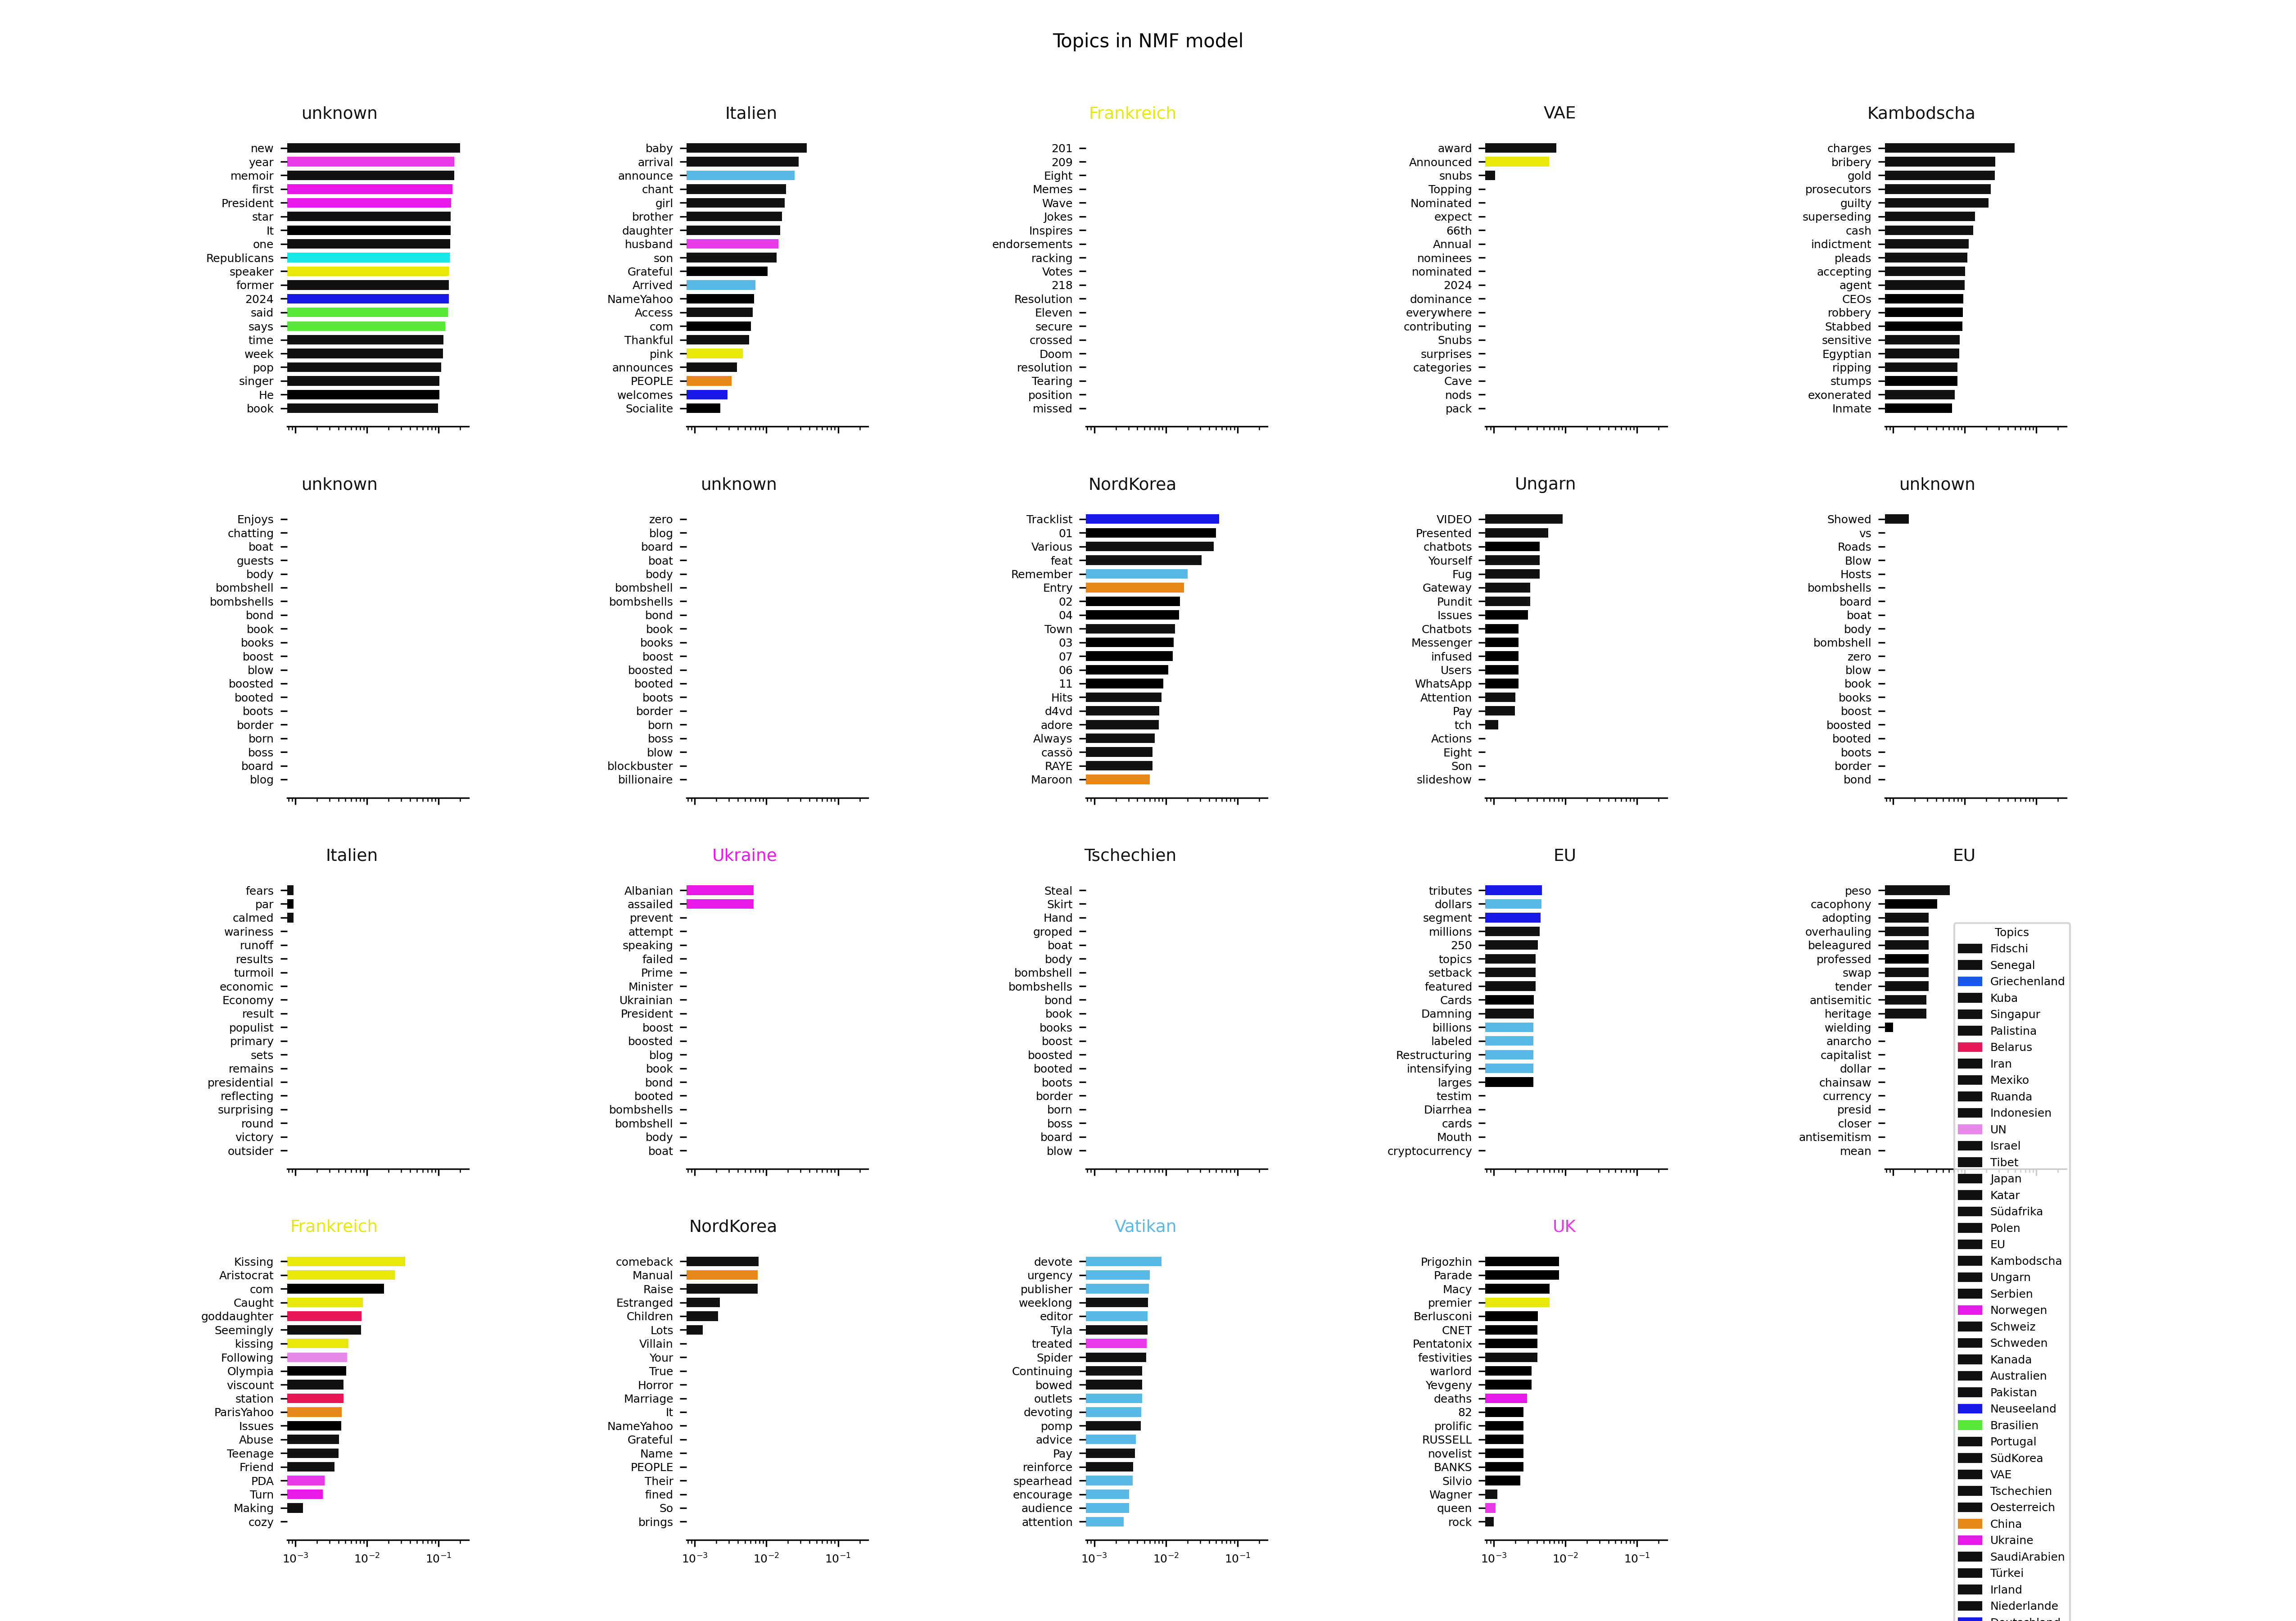 Topics in NMF model
unknown
new
year
memoir
first
President
star
It
one
Republicans
speaker
former
2024
said
says
time
week
pop
singer
He
book
Italien
baby
arrival
announce
chant
girl
brother
daughter
husband
son
Grateful
Arrived
NameYahoo
Access
com
Thankful
pink
announces
PEOPLE
welcomes
Socialite
Frankreich
201
209
Eight
Memes
Wave
Jokes
Inspires
endorsements
racking
Votes
218
Resolution
Eleven
secure
crossed
Doom
resolution
Tearing
position
missed
VAE
award
Announced
snubs
Topping
Nominated
expect
66th
Annual
nominees
nominated
2024
dominance
everywhere
contributing
Snubs
surprises
categories
Cave
nods
pack
Kambodscha
charges
bribery
gold
prosecutors
guilty
superseding
cash
indictment
pleads
accepting
agent
CEOs
robbery
Stabbed
sensitive
Egyptian
ripping
stumps
exonerated
Inmate
unknown
Enjoys
chatting
boat
guests
body
bombshell
bombshells
bond
book
books
boost
blow
boosted
booted
boots
border
born
boss
board
blog
unknown
zero
blog
board
boat
body
bombshell
bombshells
bond
book
books
boost
boosted
booted
boots
border
born
boss
blow
blockbuster
billionaire
NordKorea
Tracklist
01
Various
feat
Remember
Entry
02
04
Town
03
07
06
11
Hits
d4vd
adore
Always
cassö
RAYE
Maroon
Ungarn
VIDEO
Presented
chatbots
Yourself
Fug
Gateway
Pundit
Issues
Chatbots
Messenger
infused
Users
WhatsApp
Attention
Pay
tch
Actions
Eight
Son
slideshow
unknown
Showed
vs
Roads
Blow
Hosts
bombshells
board
boat
body
bombshell
zero
blow
book
books
boost
boosted
booted
boots
border
bond
Italien
fears
par
calmed
wariness
runoff
results
turmoil
economic
Economy
result
populist
primary
sets
remains
presidential
reflecting
surprising
round
victory
outsider
Ukraine
Albanian
assailed
prevent
attempt
speaking
failed
Prime
Minister
Ukrainian
President
boost
boosted
blog
book
bond
booted
bombshells
bombshell
body
boat
Tschechien
Steal
Skirt
Hand
groped
boat
body
bombshell
bombshells
bond
book
books
boost
boosted
booted
boots
border
born
boss
board
blow
EU
tributes
dollars
segment
millions
250
topics
setback
featured
Cards
Damning
billions
labeled
Restructuring
intensifying
larges
testim
Diarrhea
cards
Mouth
cryptocurrency
EU
peso
cacophony
adopting
overhauling
beleagured
professed
swap
tender
antisemitic
heritage
wielding
anarcho
capitalist
dollar
chainsaw
currency
presid
closer
antisemitism
mean
Frankreich
Kissing
Aristocrat
com
Caught
goddaughter
Seemingly
kissing
Following
Olympia
viscount
station
ParisYahoo
Issues
Abuse
Teenage
Friend
PDA
Turn
Making
cozy
10⁻³ 10⁻² 10⁻¹
NordKorea
comeback
Manual
Raise
Estranged
Children
Lots
Villain
Your
True
Horror
Marriage
It
NameYahoo
Grateful
Name
PEOPLE
Their
fined
So
brings
10⁻³ 10⁻² 10⁻¹
Vatikan
devote
urgency
publisher
weeklong
editor
Tyla
treated
Spider
Continuing
bowed
outlets
devoting
pomp
advice
Pay
reinforce
spearhead
encourage
audience
attention
10⁻³ 10⁻² 10⁻¹
UK
Prigozhin
Parade
Macy
premier
Berlusconi
CNET
Pentatonix
festivities
warlord
Yevgeny
deaths
82
prolific
RUSSELL
novelist
BANKS
Silvio
Wagner
queen
rock
10⁻³ 10⁻² 10⁻¹
Topics
Fidschi
Senegal
Griechenland
Kuba
Singapur
Palistina
Belarus
Iran
Mexiko
Ruanda
Indonesien
UN
Israel
Tibet
Japan
Katar
Südafrika
Polen
EU
Kambodscha
Ungarn
Serbien
Norwegen
Schweiz
Schweden
Kanada
Australien
Pakistan
Neuseeland
Brasilien
Portugal
SüdKorea
VAE
Tschechien
Oesterreich
China
Ukraine
SaudiArabien
Türkei
Irland
Niederlande